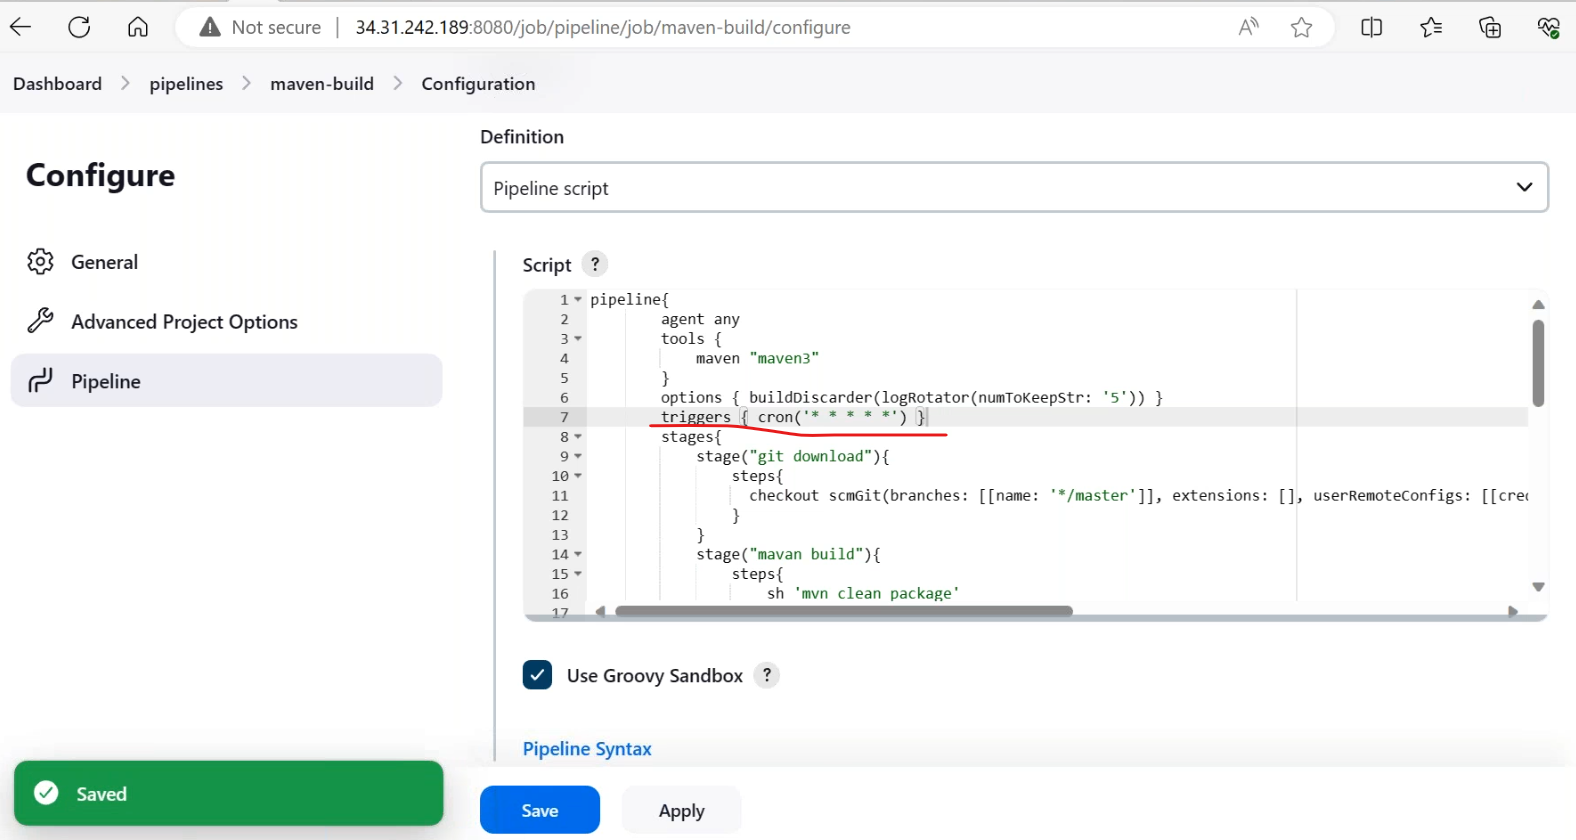 Not secure | 34.31.242.189:8080/job/pipeline/job/maven-build/configure
Dashboard > pipelines > maven-build > Configuration
Configure
General
Advanced Project Options
Pipeline
Definition
Pipeline script
Script ?
1 pipeline{
2 agent any
3 tools {
4 maven "maven3"
5 }
6 options { buildDiscarder(logRotator(numToKeepStr: '5')) }
7 triggers { cron('* * * * *') }
8 stages{
9 stage("git download"){
10 steps{
11 checkout scmGit(branches: [[name: '*/master']], extensions: [], userRemoteConfigs: [[cre
12 }
13 }
14 stage("mavan build"){
15 steps{
16 sh 'mvn clean package'
17
Use Groovy Sandbox ?
Pipeline Syntax
Saved
Save
Apply